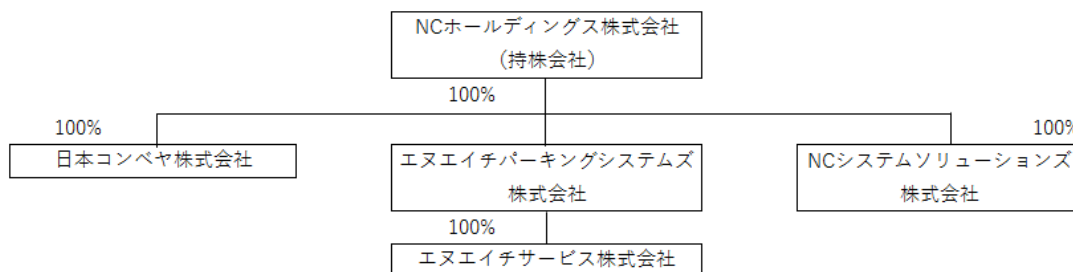 NCホールディングス株式会社
（持株会社）
100%
100%
100%
日本コンベヤ株式会社
エヌエイチパーキングシステムズ
株式会社
NCシステムソリューションズ
株式会社
100%
エヌエイチサービス株式会社